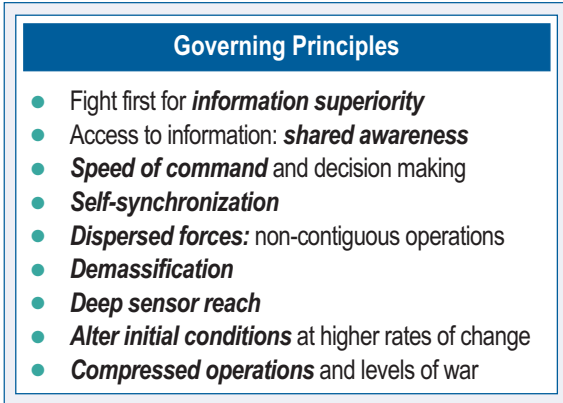 Governing Principles
● Fight first for information superiority
● Access to information: shared awareness
● Speed of command and decision making
● Self-synchronization
● Dispersed forces: non-contiguous operations
● Demassification
● Deep sensor reach
● Alter initial conditions at higher rates of change
● Compressed operations and levels of war